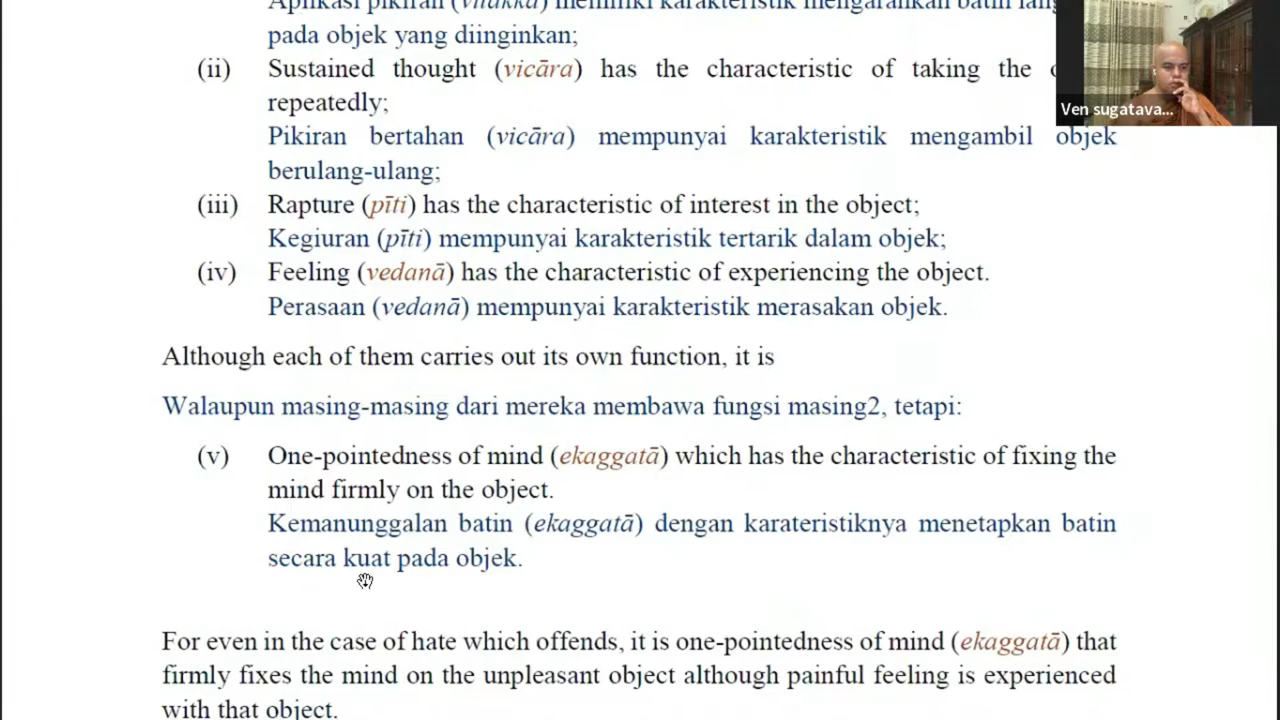 Aplikasi pikiran (vitakka) memiliki karakteristik mengarahkan batin
pada objek yang diinginkan;
(ii) Sustained thought (vicāra) has the characteristic of taking the
repeatedly;
Pikiran bertahan (vicāra) mempunyai karakteristik mengambil objek
berulang-ulang;
(iii) Rapture (pīti) has the characteristic of interest in the object;
Kegiuran (pīti) mempunyai karakteristik tertarik dalam objek;
(iv) Feeling (vedanā) has the characteristic of experiencing the object.
Perasaan (vedanā) mempunyai karakteristik merasakan objek.
Although each of them carries out its own function, it is
Walaupun masing-masing dari mereka membawa fungsi masing2, tetapi:
(v) One-pointedness of mind (ekaggatā) which has the characteristic of fixing the
mind firmly on the object.
Kemanunggalan batin (ekaggatā) dengan karateristiknya menetapkan batin
secara kuat pada objek.
For even in the case of hate which offends, it is one-pointedness of mind (ekaggatā) that
firmly fixes the mind on the unpleasant object although painful feeling is experienced
with that object.
Ven sugatava...